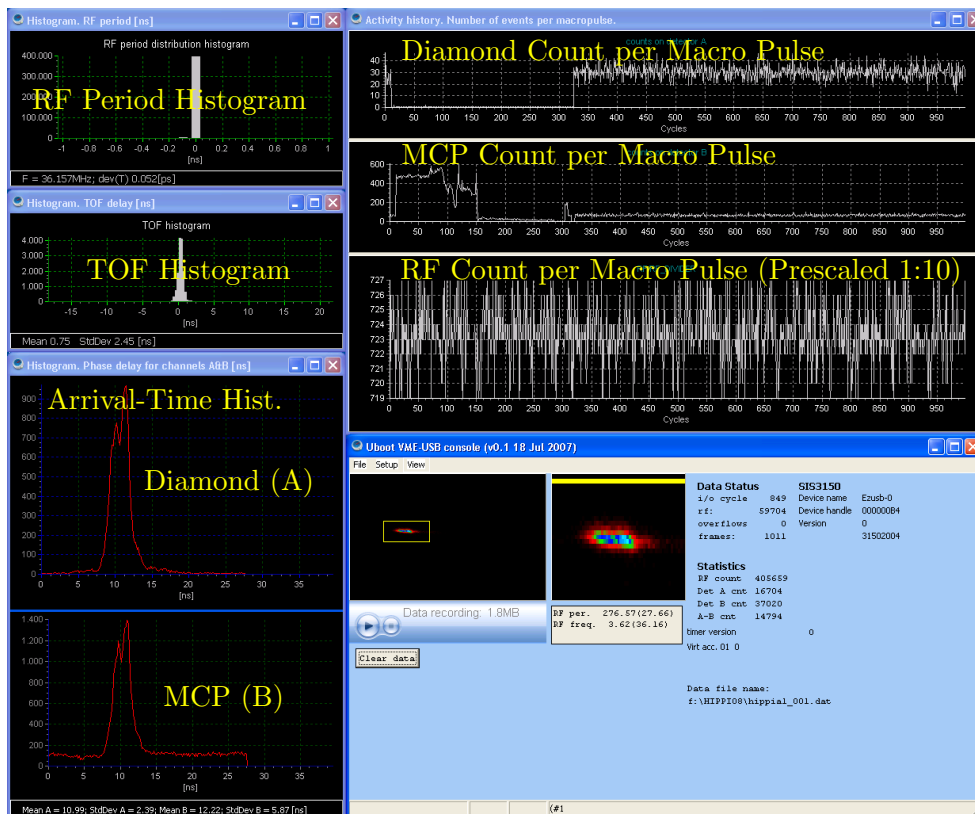 Histogram. RF period [ns]
RF period distribution histogram
400.000
300.000
200.000
100.000
0
RF Period Histogram
-1 -0.8 -0.6 -0.4 -0.2 0 0.2 0.4 0.6 0.8 1
[ns]
F = 36.157MHz; dev(T) 0.052[ps]
Histogram. TOF delay [ns]
TOF histogram
4.000
3.000
2.000
1.000
0
TOF Histogram
-15 -10 -5 0 5 10 15 20
[ns]
Mean 0.75 StdDev 2.45 [ns]
Histogram. Phase delay for channels A&B [ns]
Arrival-Time Hist.
900
800
700
600
500
400
300
200
100
0
Diamond (A)
0 5 10 15 20 25 30 35
[ns]
1.400
1.200
1.000
800
600
400
200
0
MCP (B)
0 5 10 15 20 25 30 35
[ns]
Mean A = 10.99; StdDev A = 2.39; Mean B = 12.22; StdDev B = 5.87 [ns]
Activity history. Number of events per macropulse.
counts on detector A
Diamond Count per Macro Pulse
40
30
20
10
0
0 50 100 150 200 250 300 350 400 450 500 550 600 650 700 750 800 850 900 950
Cycles
MCP Count per Macro Pulse
600
400
200
0
0 50 100 150 200 250 300 350 400 450 500 550 600 650 700 750 800 850 900 950
Cycles
RF Count per Macro Pulse (Prescaled 1:10)
727
726
725
724
723
722
721
720
719
0 50 100 150 200 250 300 350 400 450 500 550 600 650 700 750 800 850 900 950
Cycles
Uboot VME-USB console (v0.1 18 Jul 2007)
File Setup View
Data recording: 1.8MB
Clear data
RF per. 276.57(27.66)
RF freq. 3.62(36.16)
Data Status SIS3150
i/o cycle 849 Device name Ezusb-0
rf: 59704 Device handle 000000B4
overflows 0 Version 0
frames: 1011 31502004
Statistics
RF count 405659
Det A cnt 16704
Det B cnt 37020
A-B cnt 14794
timer version 0
Virt acc. 01 0
Data file name:
f:\HIPPI08\hippial_001.dat
(#1